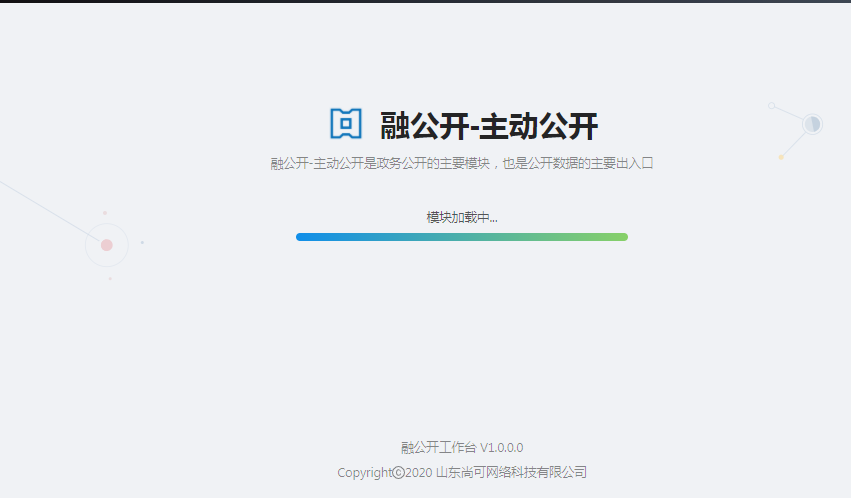 融公开-主动公开
融公开-主动公开是政务公开的主要模块，也是公开数据的主要出入口
模块加载中...
融公开工作台 V1.0.0.0
Copyrightⓒ2020 山东尚可网络科技有限公司